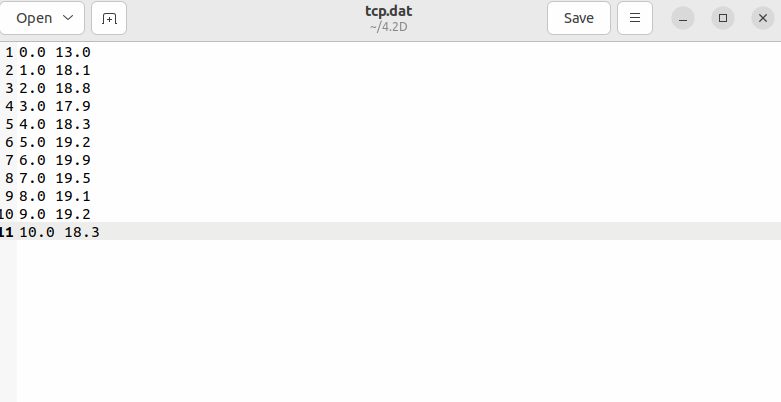 Open
tcp.dat
~/4.2D
Save
1 0.0 13.0
2 1.0 18.1
3 2.0 18.8
4 3.0 17.9
5 4.0 18.3
6 5.0 19.2
7 6.0 19.9
8 7.0 19.5
9 8.0 19.1
10 9.0 19.2
11 10.0 18.3